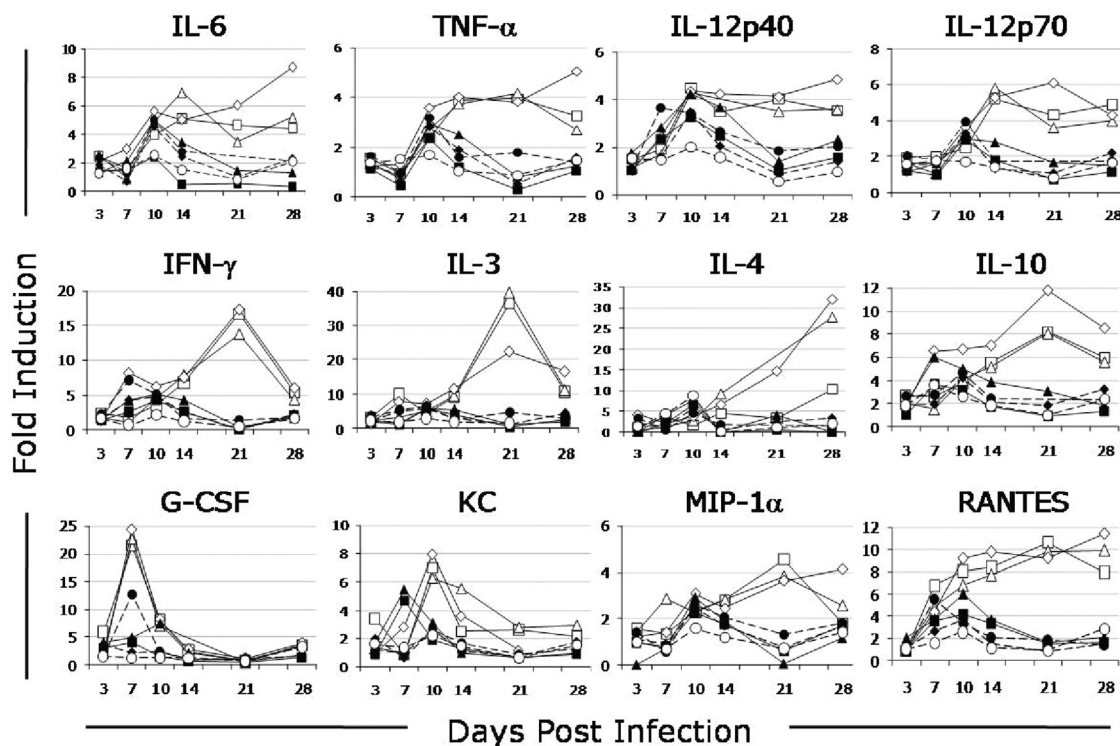 IL-6 TNF-α IL-12p40 IL-12p70
10 8 6 4 2 0
6 4 2 0
6 4 2 0
8 6 4 2 0
3 7 10 14 21 28
3 7 10 14 21 28
3 7 10 14 21 28
3 7 10 14 21 28
Fold Induction
IFN-γ IL-3 IL-4 IL-10
20 15 10 5 0
40 30 20 10 0
35 30 25 20 15 10 5 0
12 10 8 6 4 2 0
3 7 10 14 21 28
3 7 10 14 21 28
3 7 10 14 21 28
3 7 10 14 21 28
G-CSF KC MIP-1α RANTES
25 20 15 10 5 0
10 8 6 4 2 0
6 4 2 0
12 10 8 6 4 2 0
3 7 10 14 21 28
3 7 10 14 21 28
3 7 10 14 21 28
3 7 10 14 21 28
Days Post Infection